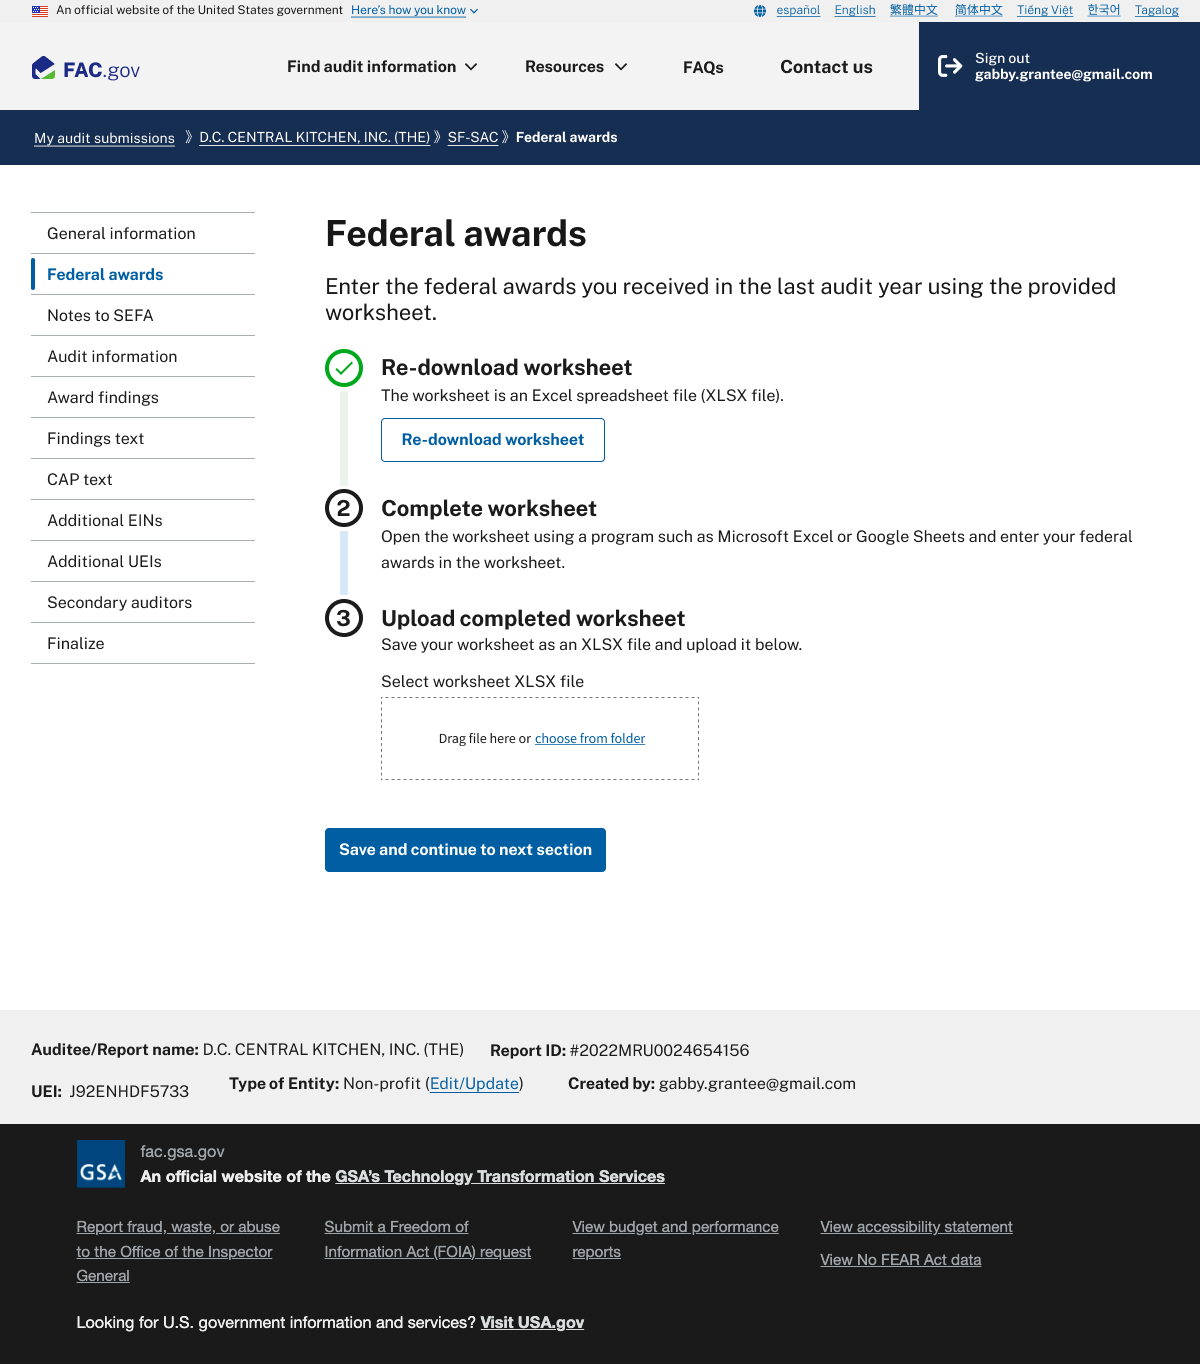 An official website of the United States government Here's how you know
español English 繁體中文 简体中文 Tiếng Việt 한국어 Tagalog
FAC.gov
Find audit information Resources FAQs Contact us
Sign out
gabby.grantee@gmail.com
My audit submissions 》 D.C. CENTRAL KITCHEN, INC. (THE) 》 SF-SAC 》 Federal awards
General information
Federal awards
Notes to SEFA
Audit information
Award findings
Findings text
CAP text
Additional EINs
Additional UEIs
Secondary auditors
Finalize
Federal awards
Enter the federal awards you received in the last audit year using the provided
worksheet.
Re-download worksheet
The worksheet is an Excel spreadsheet file (XLSX file).
Re-download worksheet
2 Complete worksheet
Open the worksheet using a program such as Microsoft Excel or Google Sheets and enter your federal
awards in the worksheet.
3 Upload completed worksheet
Save your worksheet as an XLSX file and upload it below.
Select worksheet XLSX file
Drag file here or choose from folder
Save and continue to next section
Auditee/Report name: D.C. CENTRAL KITCHEN, INC. (THE) Report ID: #2022MRU0024654156
UEI: J92ENHDF5733 Type of Entity: Non-profit (Edit/Update) Created by: gabby.grantee@gmail.com
GSA
fac.gsa.gov
An official website of the GSA's Technology Transformation Services
Report fraud, waste, or abuse
to the Office of the Inspector
General
Submit a Freedom of
Information Act (FOIA) request
View budget and performance
reports
View accessibility statement
View No FEAR Act data
Looking for U.S. government information and services? Visit USA.gov